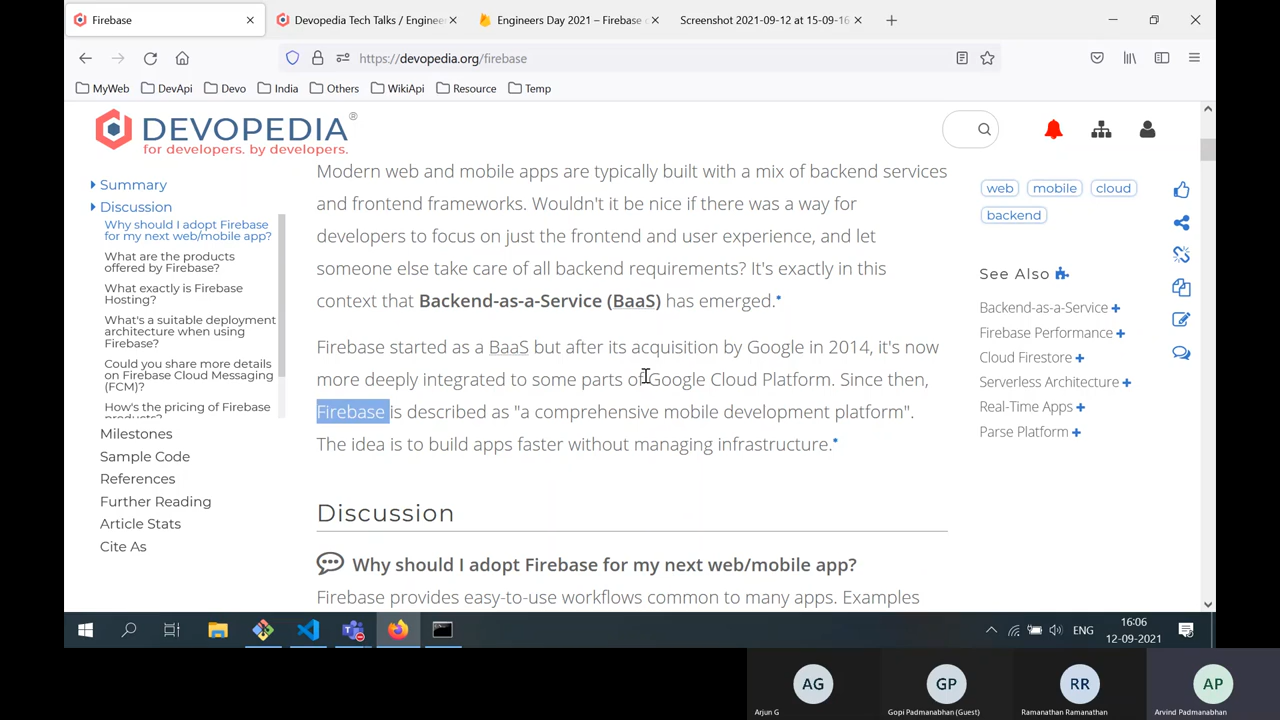 Firebase
Devopedia Tech Talks / Enginee
Engineers Day 2021 – Firebase
Screenshot 2021-09-12 at 15-09-16
https://devopedia.org/firebase
MyWeb
DevApi
Devo
India
Others
WikiApi
Resource
Temp
DEVOPEDIA®
for developers. by developers.
Summary
Discussion
Why should I adopt Firebase
for my next web/mobile app?
What are the products
offered by Firebase?
What exactly is Firebase
Hosting?
What's a suitable deployment
architecture when using
Firebase?
Could you share more details
on Firebase Cloud Messaging
(FCM)?
How's the pricing of Firebase
Milestones
Sample Code
References
Further Reading
Article Stats
Cite As
Modern web and mobile apps are typically built with a mix of backend services
and frontend frameworks. Wouldn't it be nice if there was a way for
developers to focus on just the frontend and user experience, and let
someone else take care of all backend requirements? It's exactly in this
context that Backend-as-a-Service (BaaS) has emerged.
Firebase started as a BaaS but after its acquisition by Google in 2014, it's now
more deeply integrated to some parts of Google Cloud Platform. Since then,
Firebase is described as "a comprehensive mobile development platform".
The idea is to build apps faster without managing infrastructure.
Discussion
Why should I adopt Firebase for my next web/mobile app?
Firebase provides easy-to-use workflows common to many apps. Examples
web
mobile
cloud
backend
See Also
Backend-as-a-Service +
Firebase Performance +
Cloud Firestore +
Serverless Architecture +
Real-Time Apps +
Parse Platform +
ENG
16:06
12-09-2021
AG
Arjun G
GP
Gopi Padmanabhan (Guest)
RR
Ramanathan Ramanathan
AP
Arvind Padmanabhan